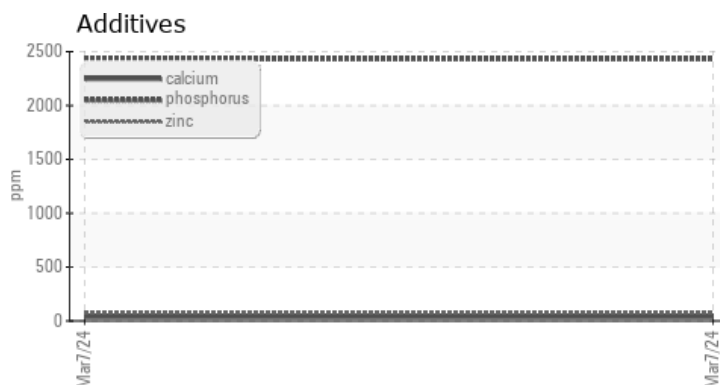 Additives
2500
calcium
phosphorus
zinc
2000
1500
ppm
1000
500
0
Mar7/24
Mar7/24